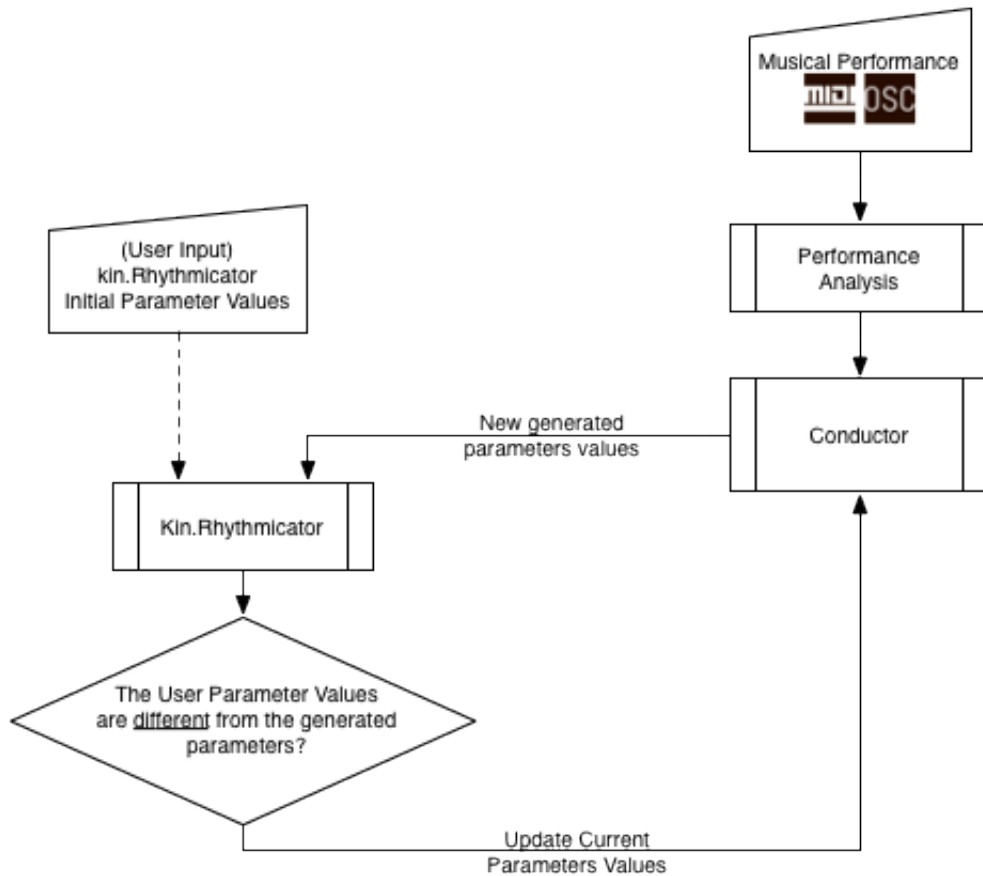 Musical Performance
MIDI OSC
(User Input)
kin.Rhythmicator
Initial Parameter Values
Performance
Analysis
New generated
parameters values
Conductor
Kin.Rhythmicator
The User Parameter Values
are different from the generated
parameters?
Update Current
Parameters Values